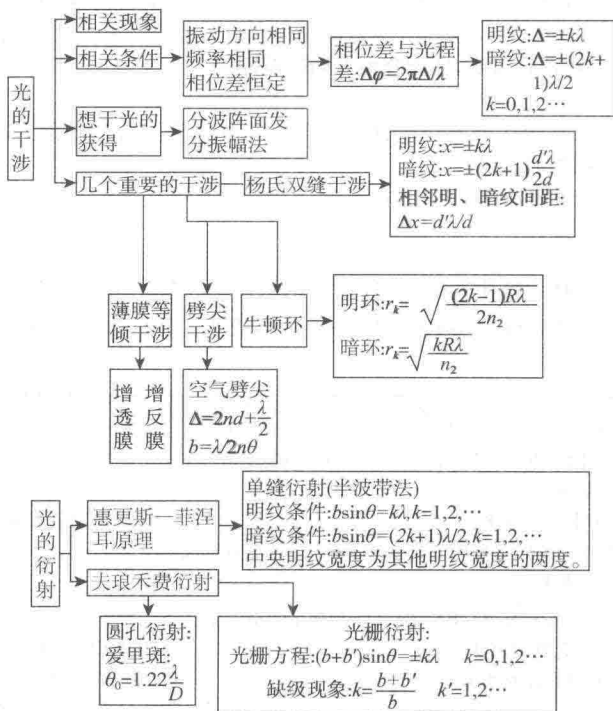 光的干涉
相关现象
相关条件
振动方向相同
频率相同
相位差恒定
相位差与光程
差:Δφ=2πΔ/λ
明纹:Δ=±kλ
暗纹:Δ=±(2k+
1)λ/2
k=0,1,2…
想干光的
获得
分波阵面发
分振幅法
几个重要的干涉
杨氏双缝干涉
明纹:x=±kλ
暗纹:x=±(2k+1)d'λ/2d
相邻明、暗纹间距:
Δx=d'λ/d
薄膜等
倾干涉
劈尖
干涉
牛顿环
明环:r_k=√((2k-1)Rλ/2n₂)
暗环:r_k=√(kRλ/n₂)
增透膜
增反膜
空气劈尖
Δ=2nd+λ/2
b=λ/2nθ
光的衍射
惠更斯—菲涅
耳原理
单缝衍射(半波带法)
明纹条件:bsinθ=kλ,k=1,2,…
暗纹条件:bsinθ=(2k+1)λ/2,k=1,2,…
中央明纹宽度为其他明纹宽度的两度。
夫琅禾费衍射
圆孔衍射:
爱里斑:
θ₀=1.22λ/D
光栅衍射:
光栅方程:(b+b')sinθ=±kλ k=0,1,2…
缺级现象:k=(b+b')/b k'=1,2…